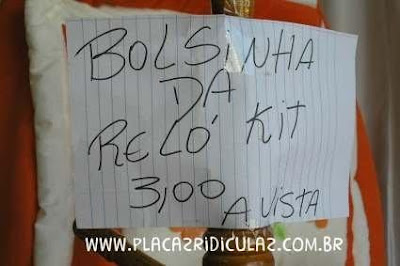 BOLSINHA
DA
RELÓ KIT
3,00 A VISTA
WWW.PLACAZRIDICULAZ.COM.BR